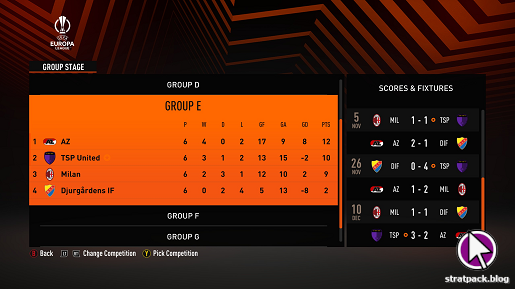 UEFA
EUROPA
LEAGUE
GROUP STAGE
GROUP D
GROUP E
P W D L GF GA GD PTS
1 AZ 6 4 0 2 17 9 8 12
2 TSP United 6 3 1 2 13 15 -2 10
3 Milan 6 2 3 1 12 10 2 9
4 Djurgårdens IF 6 0 2 4 5 13 -8 2
GROUP F
GROUP G
SCORES & FIXTURES
5 NOV MIL 1 - 1 TSP
AZ 2 - 1 DIF
26 NOV DIF 0 - 4 TSP
AZ 1 - 2 MIL
10 DEC MIL 1 - 1 DIF
TSP 3 - 2 AZ
B Back LT RT Change Competition Y Pick Competition
stratpack.blog